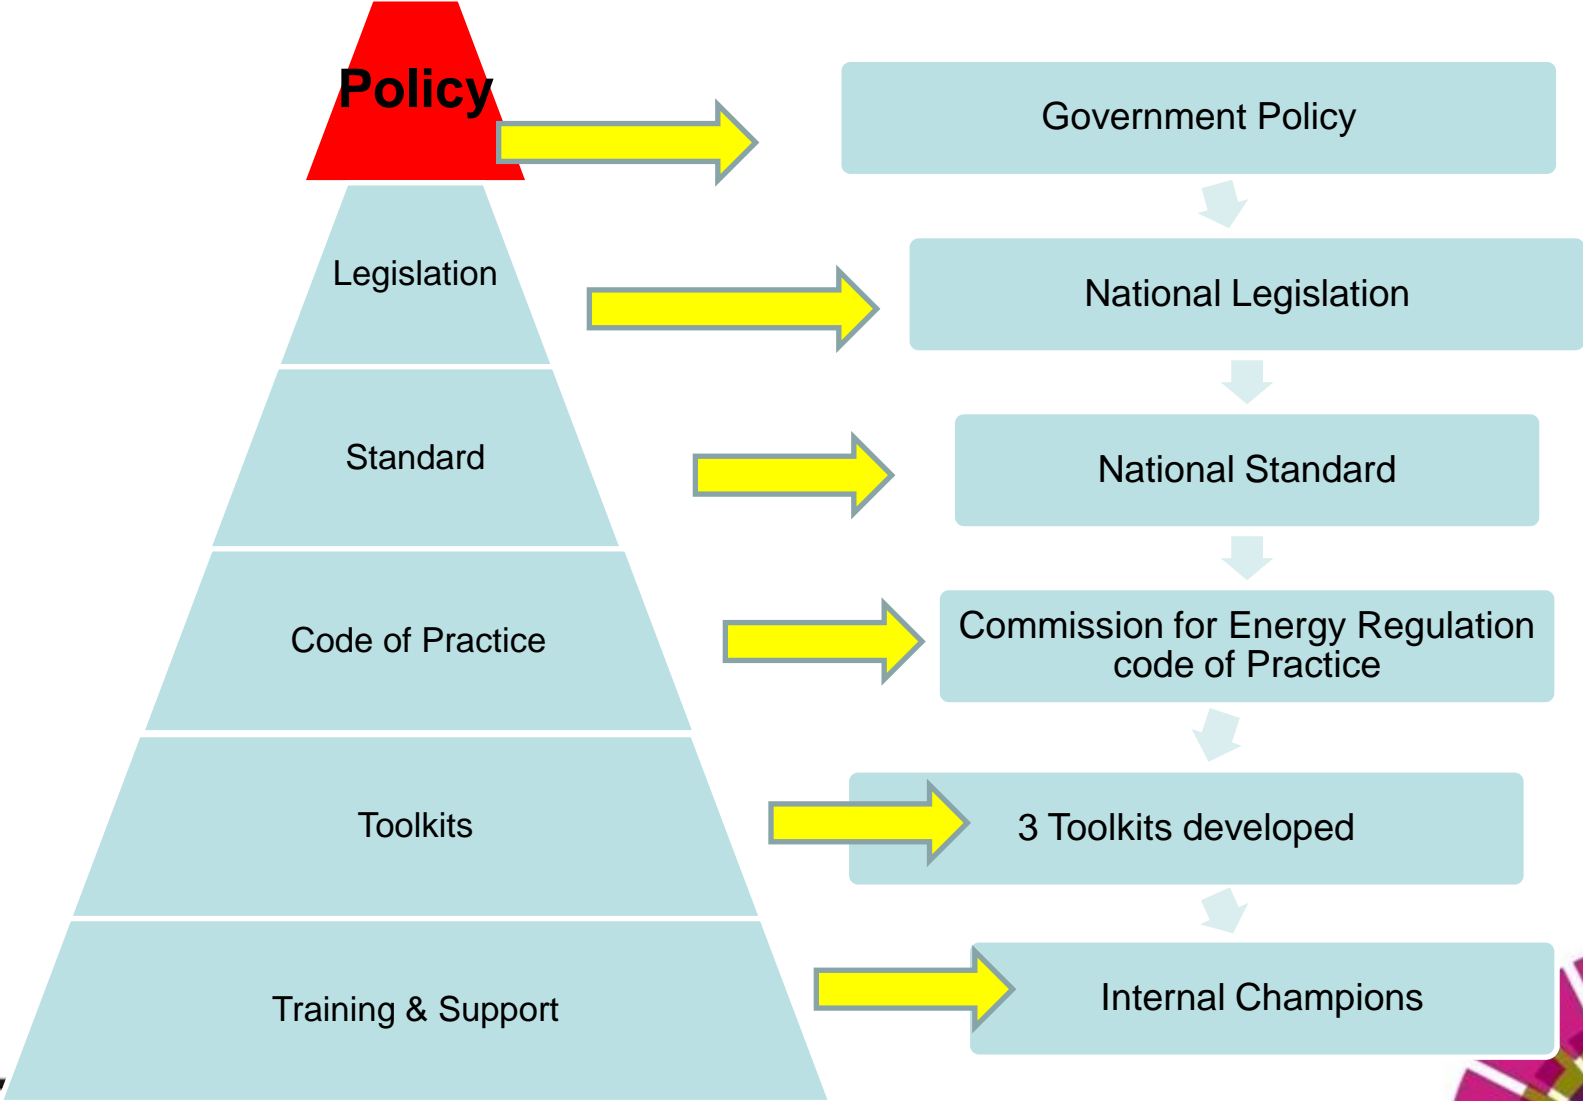 Policy
Government Policy
Legislation
National Legislation
Standard
National Standard
Code of Practice
Commission for Energy Regulation
code of Practice
Toolkits
3 Toolkits developed
Training & Support
Internal Champions